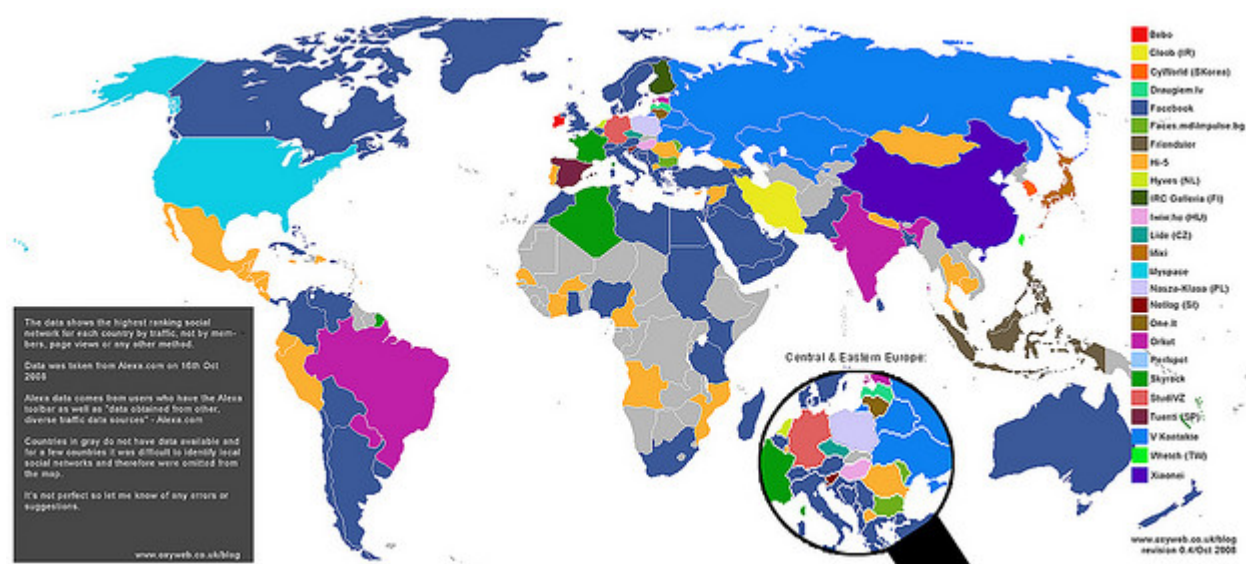 Bebo
Cloob (IR)
CyWorld (SKorea)
Draugiem.lv
Facebook
Faces.md/impulse.bg
Friendster
Hi-5
Hyves (NL)
IRC Galleria (FI)
Iwiw.hu (HU)
Lide (CZ)
Mixi
Myspace
Nasza-Klasa (PL)
Netlog (SI)
One.lt
Orkut
Perfspot
Skyrock
StudiVZ
Tuenti (SP)
V Kontakte
Wretch (TW)
Xiaonei
The data shows the highest ranking social
network for each country by traffic, not by mem-
bers, page views or any other method.
Data was taken from Alexa.com on 16th Oct
2008
Alexa data comes from users who have the Alexa
toolbar as well as "data obtained from other,
diverse traffic data sources" - Alexa.com
Countries in gray do not have data available and
for a few countries it was difficult to identify local
social networks and therefore were omitted from
the map.
It's not perfect so let me know of any errors or
suggestions.
www.oxyweb.co.uk/blog
Central & Eastern Europe:
www.oxyweb.co.uk/blog
revision 0.4/Oct 2008